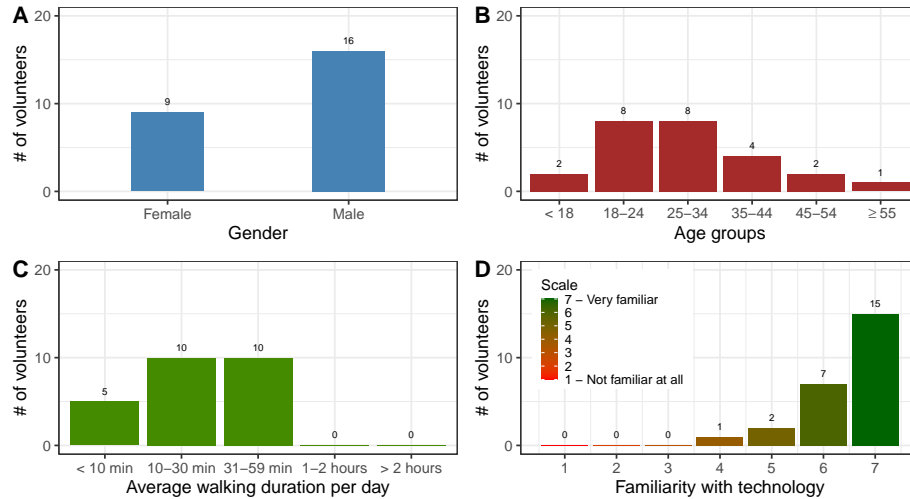 A
20
10
0
# of volunteers
9
16
Female
Male
Gender
B
20
10
0
# of volunteers
2
8
8
4
2
1
< 18
18–24
25–34
35–44
45–54
≥ 55
Age groups
C
20
10
0
# of volunteers
5
10
10
0
0
< 10 min
10–30 min
31–59 min
1–2 hours
> 2 hours
Average walking duration per day
D
20
10
0
# of volunteers
Scale
7 – Very familiar
6
5
4
3
2
1 – Not familiar at all
0
0
0
1
2
7
15
1
2
3
4
5
6
7
Familiarity with technology